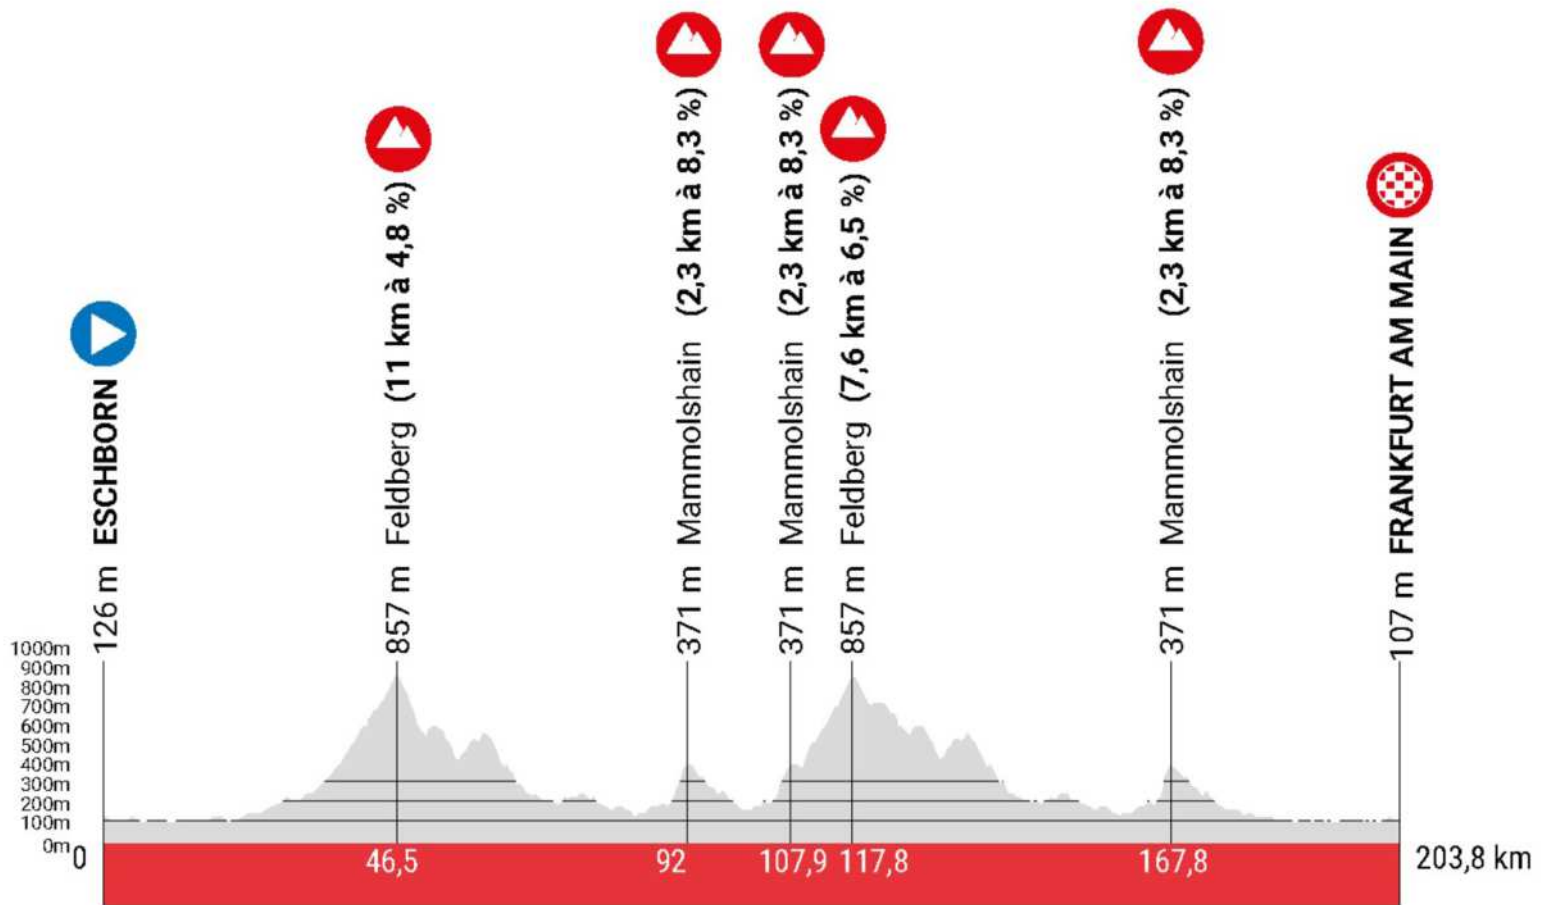 126 m ESCHBORN
857 m Feldberg (11 km à 4,8 %)
371 m Mammolshain (2,3 km à 8,3 %)
371 m Mammolshain (2,3 km à 8,3 %)
857 m Feldberg (7,6 km à 6,5 %)
371 m Mammolshain (2,3 km à 8,3 %)
107 m FRANKFURT AM MAIN
1000m
900m
800m
700m
600m
500m
400m
300m
200m
100m
0m
0 46,5 92 107,9 117,8 167,8 203,8 km